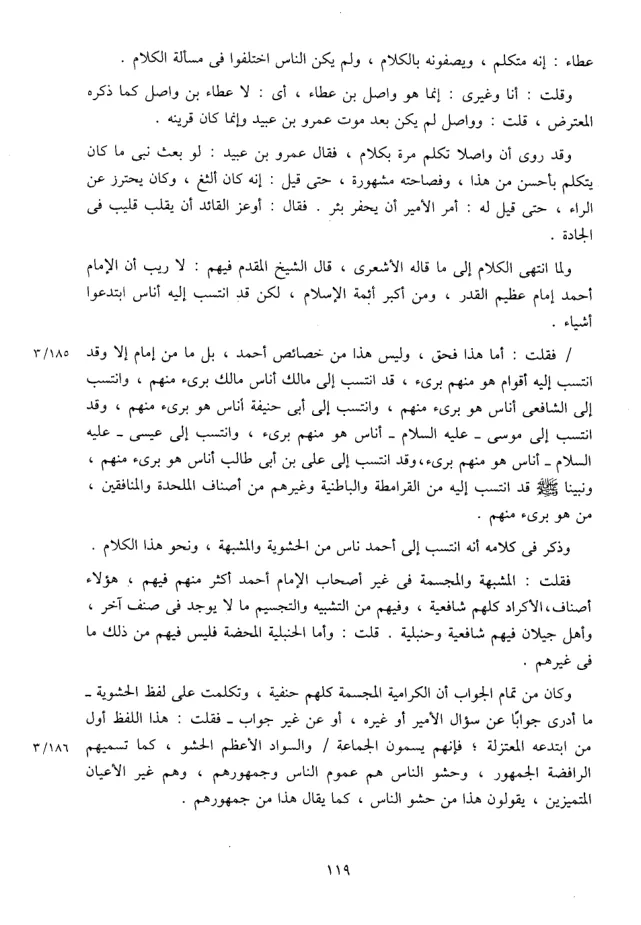 عطاء : إنه متكلم ، ويصفونه بالكلام ، ولم يكن الناس اختلفوا فى مسألة الكلام .
وقلت : أنا وغيرى : إنما هو واصل بن عطاء ، أى : لا عطاء بن واصل كما ذكره
المعترض ، قلت : وواصل لم يكن بعد موت عمرو بن عبيد وإنما كان قرينه .
وقد روى أن واصلا تكلم مرة بكلام ، فقال عمرو بن عبيد : لو بعث نبى ما كان
يتكلم بأحسن من هذا ، وفصاحته مشهورة ، حتى قيل : إنه كان ألثغ ، وكان يحترز عن
الراء ، حتى قيل له : أمر الأمير أن يحفر بئر . فقال : أوعز القائد أن يقلب قليب فى
الجادة .
ولما انتهى الكلام إلى ما قاله الأشعرى ، قال الشيخ المقدم فيهم : لا ريب أن الإمام
أحمد إمام عظيم القدر ، ومن أكبر أئمة الإسلام ، لكن قد انتسب إليه أناس ابتدعوا
أشياء .
/ فقلت : أما هذا فحق ، وليس هذا من خصائص أحمد ، بل ما من إمام إلا وقد ٣/١٨٥
انتسب إليه أقوام هو منهم برىء ، قد انتسب إلى مالك أناس مالك برىء منهم ، وانتسب
إلى الشافعى أناس هو برىء منهم ، وانتسب إلى أبى حنيفة أناس هو برىء منهم ، وقد
انتسب إلى موسى ـ عليه السلام ـ أناس هو منهم برىء ، وانتسب إلى عيسى ـ عليه
السلام ـ أناس هو منهم برىء،وقد انتسب إلى على بن أبى طالب أناس هو برىء منهم ،
ونبينا ﷺ قد انتسب إليه من القرامطة والباطنية وغيرهم من أصناف الملحدة والمنافقين ،
من هو برىء منهم .
وذكر فى كلامه أنه انتسب إلى أحمد ناس من الحشوية والمشبهة ، ونحو هذا الكلام .
فقلت : المشبهة والمجسمة فى غير أصحاب الإمام أحمد أكثر منهم فيهم ، هؤلاء
أصناف،الأكراد كلهم شافعية ، وفيهم من التشبيه والتجسيم ما لا يوجد فى صنف آخر ،
وأهل جيلان فيهم شافعية وحنبلية . قلت : وأما الحنبلية المحضة فليس فيهم من ذلك ما
فى غيرهم .
وكان من تمام الجواب أن الكرامية المجسمة كلهم حنفية ، وتكلمت على لفظ الحشوية ـ
ما أدرى جوابًا عن سؤال الأمير أو غيره ، أو عن غير جواب ـ فقلت : هذا اللفظ أول
من ابتدعه المعتزلة ؛ فإنهم يسمون الجماعة / والسواد الأعظم الحشو ، كما تسميهم ٣/١٨٦
الرافضة الجمهور ، وحشو الناس هم عموم الناس وجمهورهم ، وهم غير الأعيان
المتميزين ، يقولون هذا من حشو الناس ، كما يقال هذا من جمهورهم .
١١٩